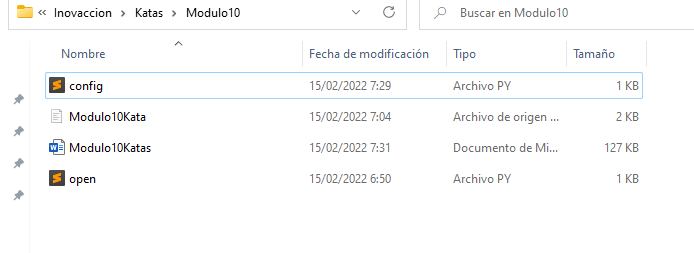 « Inovaccion > Katas > Modulo10 Buscar en Modulo10
Nombre Fecha de modificación Tipo Tamaño
config 15/02/2022 7:29 Archivo PY 1 KB
Modulo10Kata 15/02/2022 7:04 Archivo de origen ... 2 KB
Modulo10Katas 15/02/2022 7:31 Documento de Mi... 127 KB
open 15/02/2022 6:50 Archivo PY 1 KB